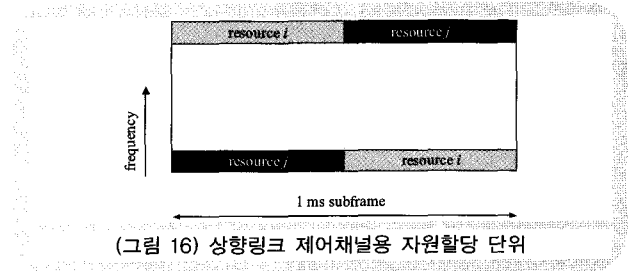 resource i resource j
frequency
resource j resource i
1 ms subframe
(그림 16) 상향링크 제어채널용 자원할당 단위